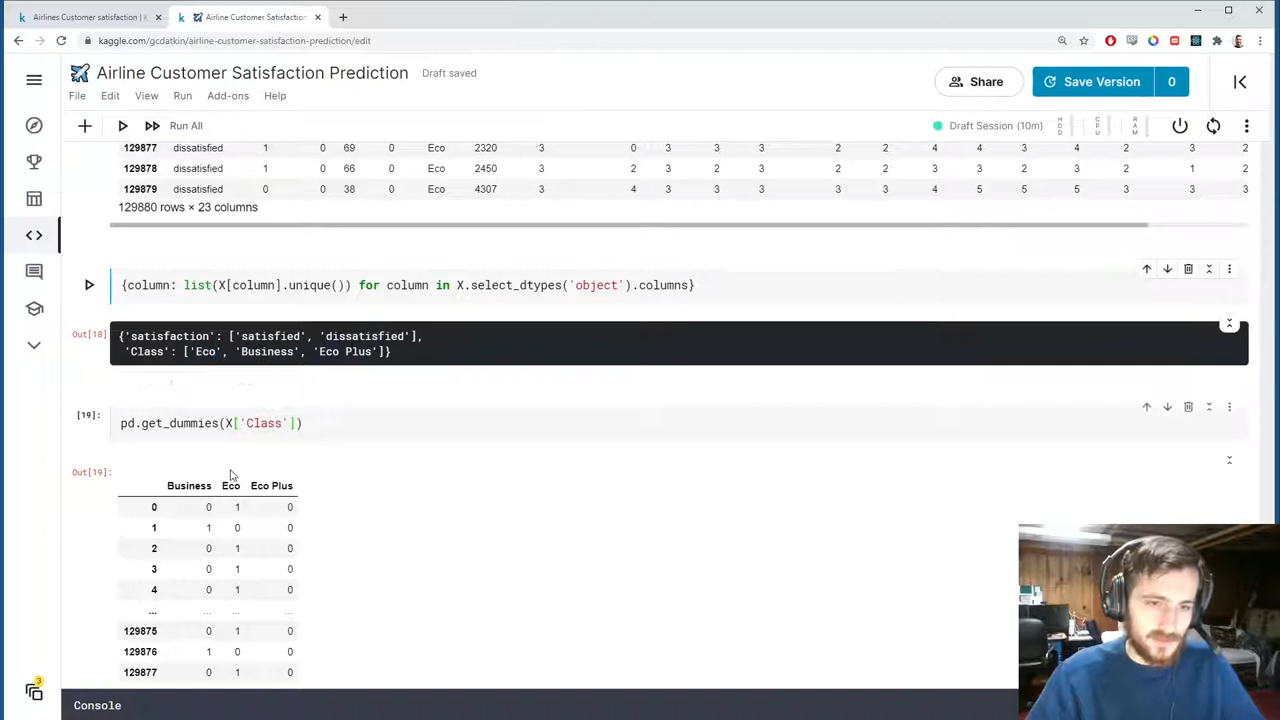 Airlines Customer satisfaction |
Airline Customer Satisfaction
kaggle.com/gcdatkin/airline-customer-satisfaction-prediction/edit
Airline Customer Satisfaction Prediction
Draft saved
Share
Save Version
0
File Edit View Run Add-ons Help
Run All
Draft Session (10m)
HDD
CPU
RAM
129877 dissatisfied 1 0 69 0 Eco 2320 3 0 3 3 3 2 2 4 4 3 4 2 3 2
129878 dissatisfied 1 0 66 0 Eco 2450 3 2 3 2 3 2 2 3 3 2 3 2 1 2
129879 dissatisfied 0 0 38 0 Eco 4307 3 4 3 3 3 3 3 4 5 5 5 3 3 3
129880 rows × 23 columns
{column: list(X[column].unique()) for column in X.select_dtypes('object').columns}
Out[18]
{'satisfaction': ['satisfied', 'dissatisfied'],
'Class': ['Eco', 'Business', 'Eco Plus']}
[19]:
pd.get_dummies(X['Class'])
Out[19]:
Business Eco Eco Plus
0 0 1 0
1 1 0 0
2 0 1 0
3 0 1 0
4 0 1 0
... ... ... ...
129875 0 1 0
129876 1 0 0
129877 0 1 0
3
Console